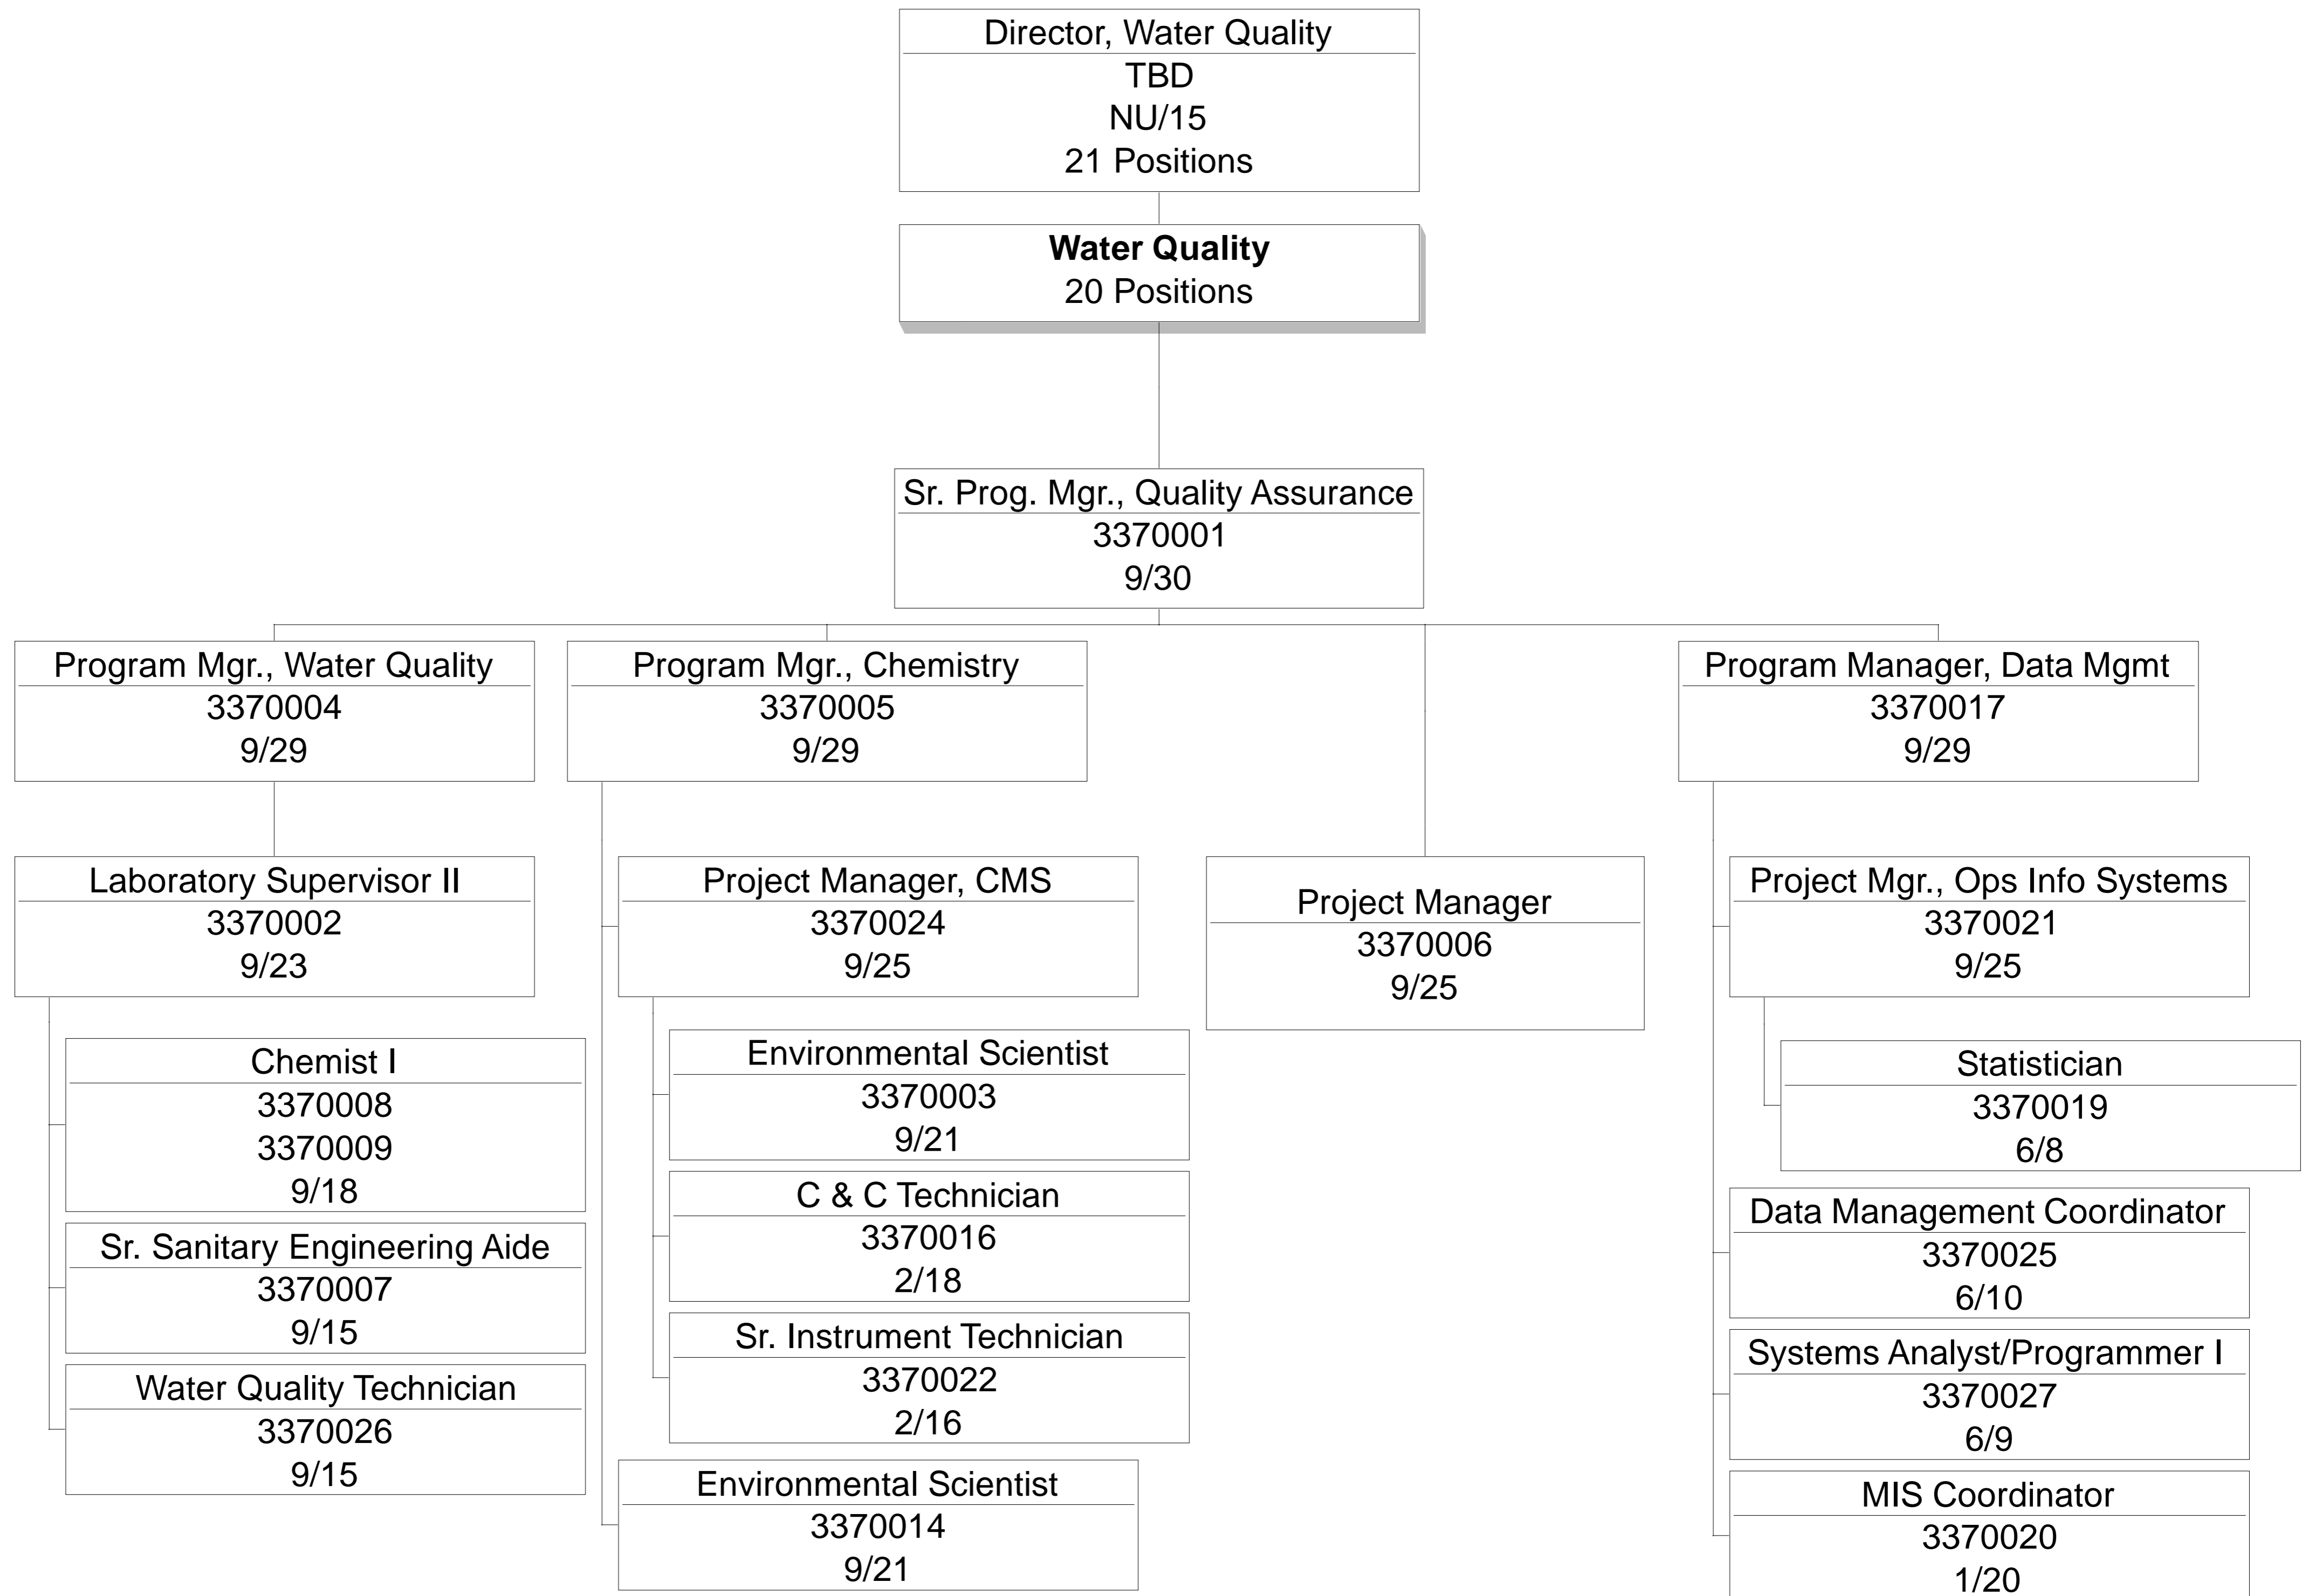 Director, Water Quality
TBD
NU/15
21 Positions
Water Quality
20 Positions
Sr. Prog. Mgr., Quality Assurance
3370001
9/30
Program Mgr., Water Quality
3370004
9/29
Laboratory Supervisor II
3370002
9/23
Chemist I
3370008
3370009
9/18
Sr. Sanitary Engineering Aide
3370007
9/15
Water Quality Technician
3370026
9/15
Program Mgr., Chemistry
3370005
9/29
Project Manager, CMS
3370024
9/25
Environmental Scientist
3370003
9/21
C & C Technician
3370016
2/18
Sr. Instrument Technician
3370022
2/16
Environmental Scientist
3370014
9/21
Project Manager
3370006
9/25
Program Manager, Data Mgmt
3370017
9/29
Project Mgr., Ops Info Systems
3370021
9/25
Statistician
3370019
6/8
Data Management Coordinator
3370025
6/10
Systems Analyst/Programmer I
3370027
6/9
MIS Coordinator
3370020
1/20